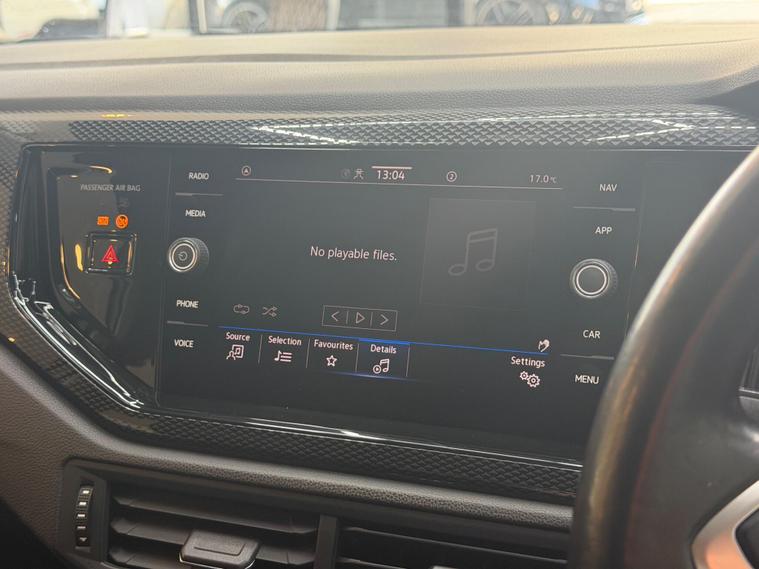 PASSENGER AIR BAG
RADIO
MEDIA
PHONE
VOICE
13:04
2
17.0°C
No playable files.
Source
Selection
Favourites
Details
Settings
NAV
APP
CAR
MENU